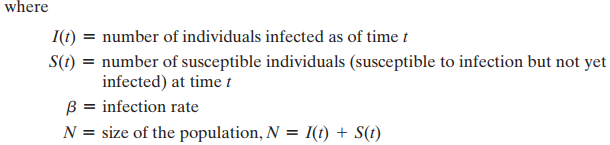 where
I(t) = number of individuals infected as of time t
S(t) = number of susceptible individuals (susceptible to infection but not yet
infected) at time t
β = infection rate
N = size of the population, N = I(t) + S(t)